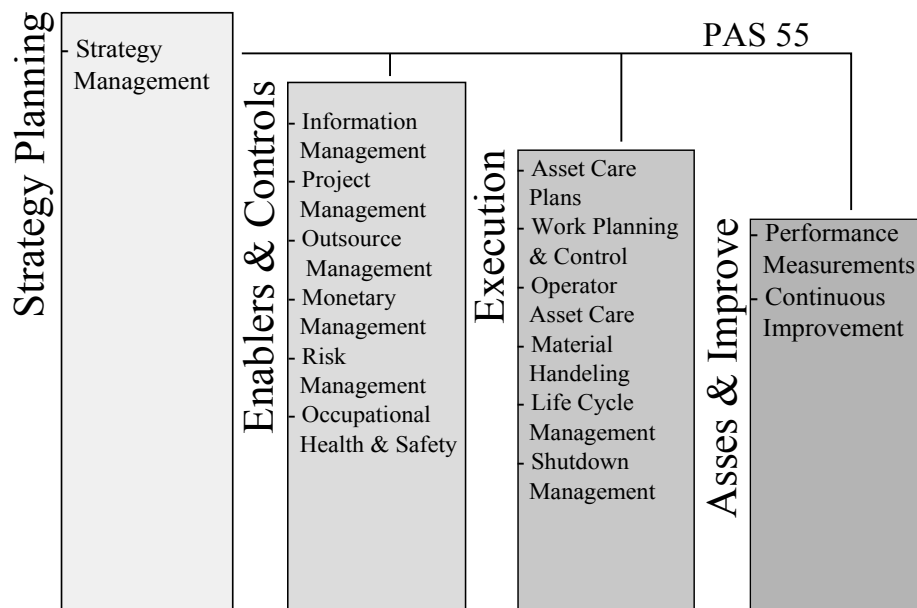 PAS 55
Strategy Planning
- Strategy
Management
Enablers & Controls
- Information
Management
- Project
Management
- Outsource
Management
- Monetary
Management
- Risk
Management
- Occupational
Health & Safety
Execution
- Asset Care
Plans
- Work Planning
& Control
- Operator
Asset Care
- Material
Handeling
- Life Cycle
Management
- Shutdown
Management
Asses & Improve
- Performance
Measurements
- Continuous
Improvement